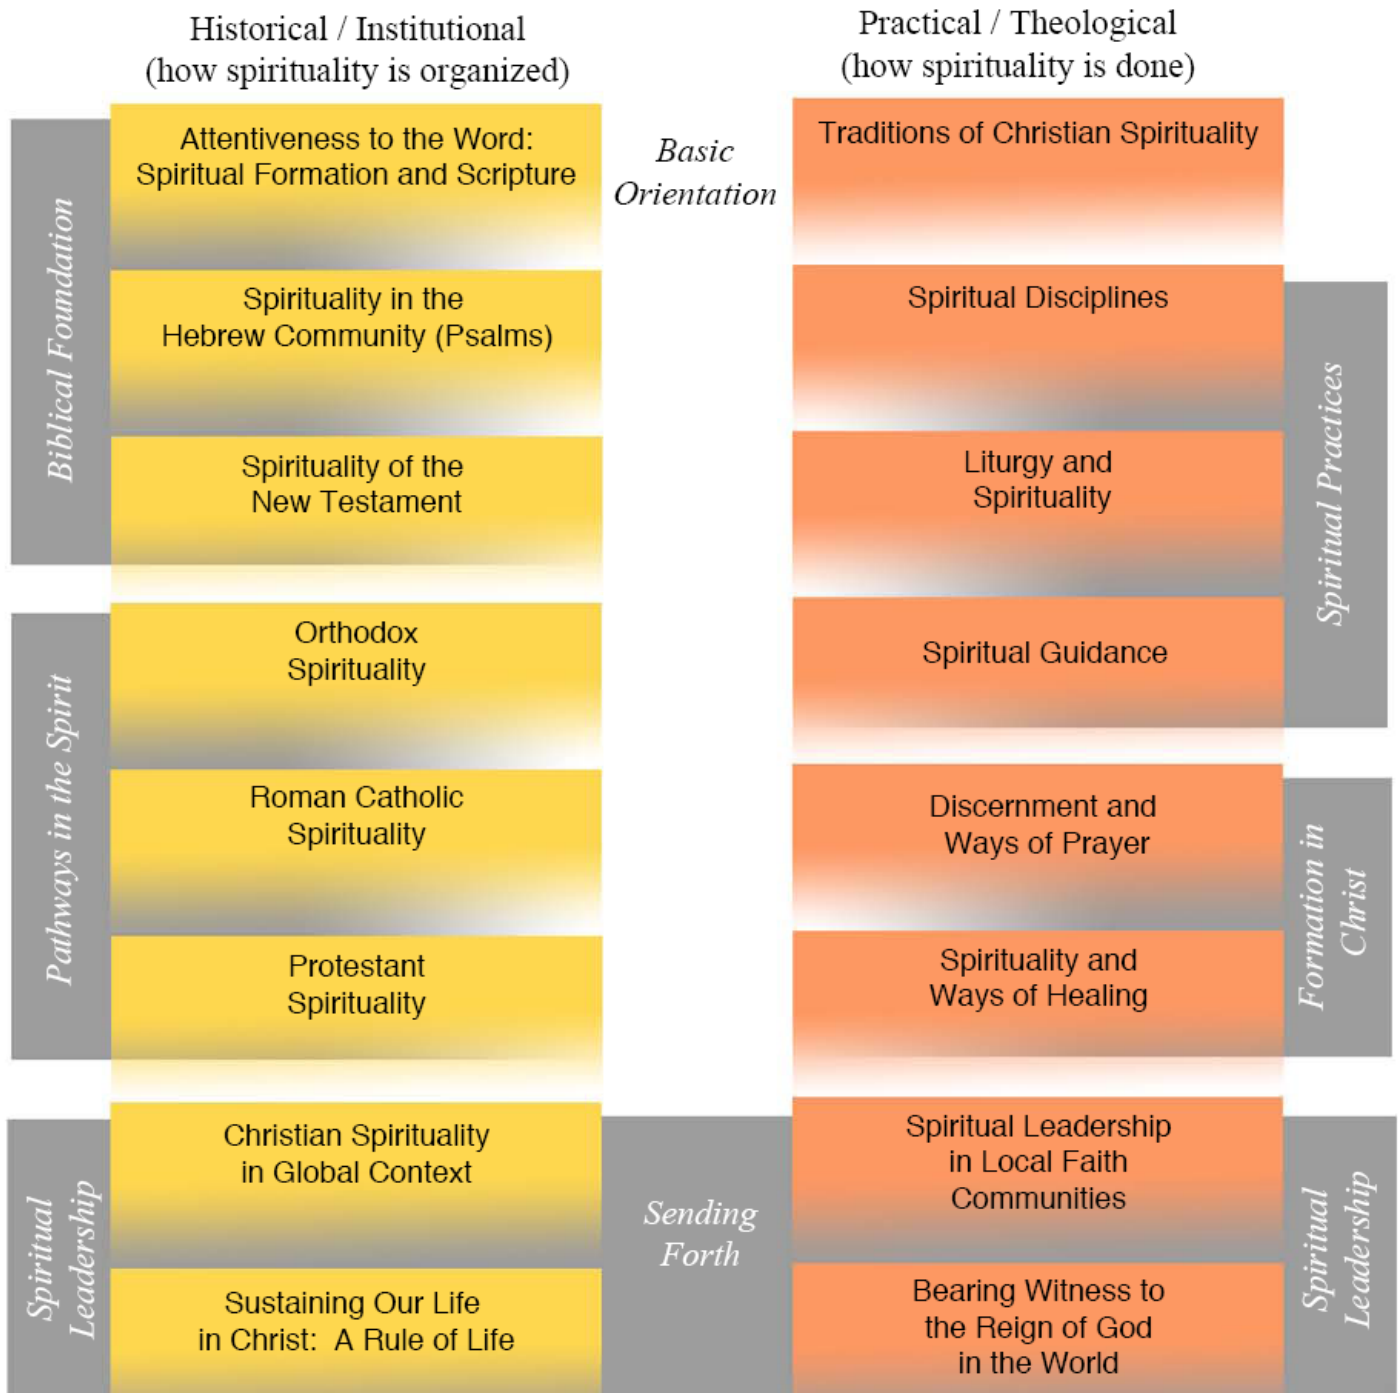 Historical / Institutional
(how spirituality is organized)
Practical / Theological
(how spirituality is done)
Biblical Foundation
Attentiveness to the Word:
Spiritual Formation and Scripture
Basic
Orientation
Traditions of Christian Spirituality
Spirituality in the
Hebrew Community (Psalms)
Spiritual Disciplines
Spiritual Practices
Spirituality of the
New Testament
Liturgy and
Spirituality
Pathways in the Spirit
Orthodox
Spirituality
Spiritual Guidance
Roman Catholic
Spirituality
Discernment and
Ways of Prayer
Formation in
Christ
Protestant
Spirituality
Spirituality and
Ways of Healing
Spiritual
Leadership
Christian Spirituality
in Global Context
Sending
Forth
Spiritual Leadership
in Local Faith
Communities
Spiritual
Leadership
Sustaining Our Life
in Christ: A Rule of Life
Bearing Witness to
the Reign of God
in the World